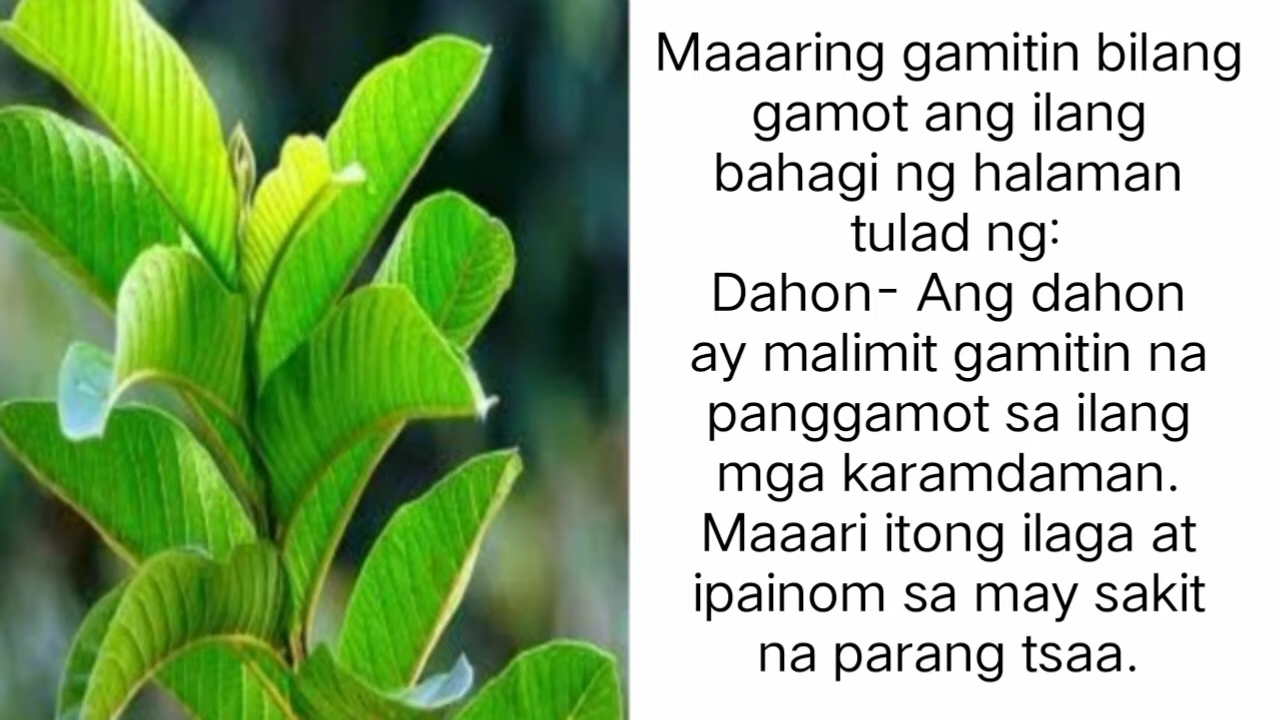 Maaaring gamitin bilang
gamot ang ilang
bahagi ng halaman
tulad ng:
Dahon- Ang dahon
ay malimit gamitin na
panggamot sa ilang
mga karamdaman.
Maaari itong ilaga at
ipainom sa may sakit
na parang tsaa.